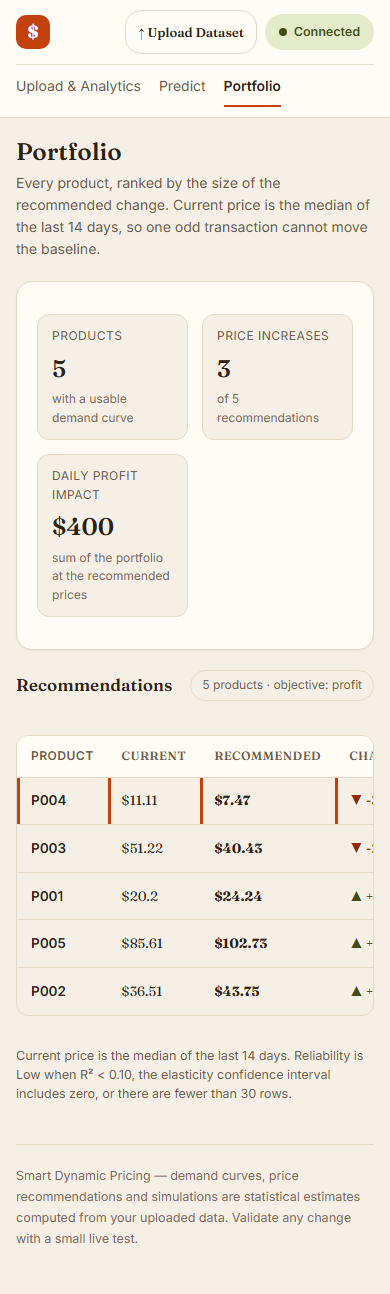 $
↑ Upload Dataset
● Connected
Upload & Analytics Predict Portfolio
Portfolio
Every product, ranked by the size of the
recommended change. Current price is the median of
the last 14 days, so one odd transaction cannot move
the baseline.
PRODUCTS
5
with a usable
demand curve
PRICE INCREASES
3
of 5
recommendations
DAILY PROFIT
IMPACT
$400
sum of the portfolio
at the recommended
prices
Recommendations
5 products · objective: profit
PRODUCT CURRENT RECOMMENDED
P004 $11.11 $7.47 ▼
P003 $51.22 $40.43 ▼
P001 $20.2 $24.24 ▲ +
P005 $85.61 $102.73 ▲ +
P002 $36.51 $43.75 ▲ +
Current price is the median of the last 14 days. Reliability is
Low when R² < 0.10, the elasticity confidence interval
includes zero, or there are fewer than 30 rows.
Smart Dynamic Pricing — demand curves, price
recommendations and simulations are statistical estimates
computed from your uploaded data. Validate any change
with a small live test.